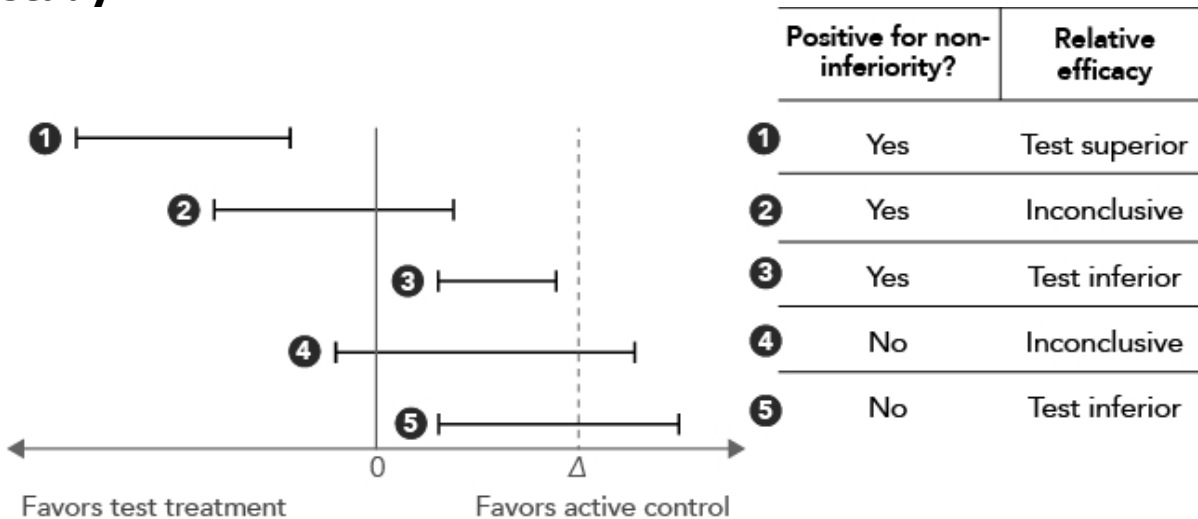 Positive for non-
inferiority?
Relative
efficacy
1
1 Yes Test superior
2
2 Yes Inconclusive
3
3 Yes Test inferior
4
4 No Inconclusive
5
5 No Test inferior
0 Δ
Favors test treatment Favors active control